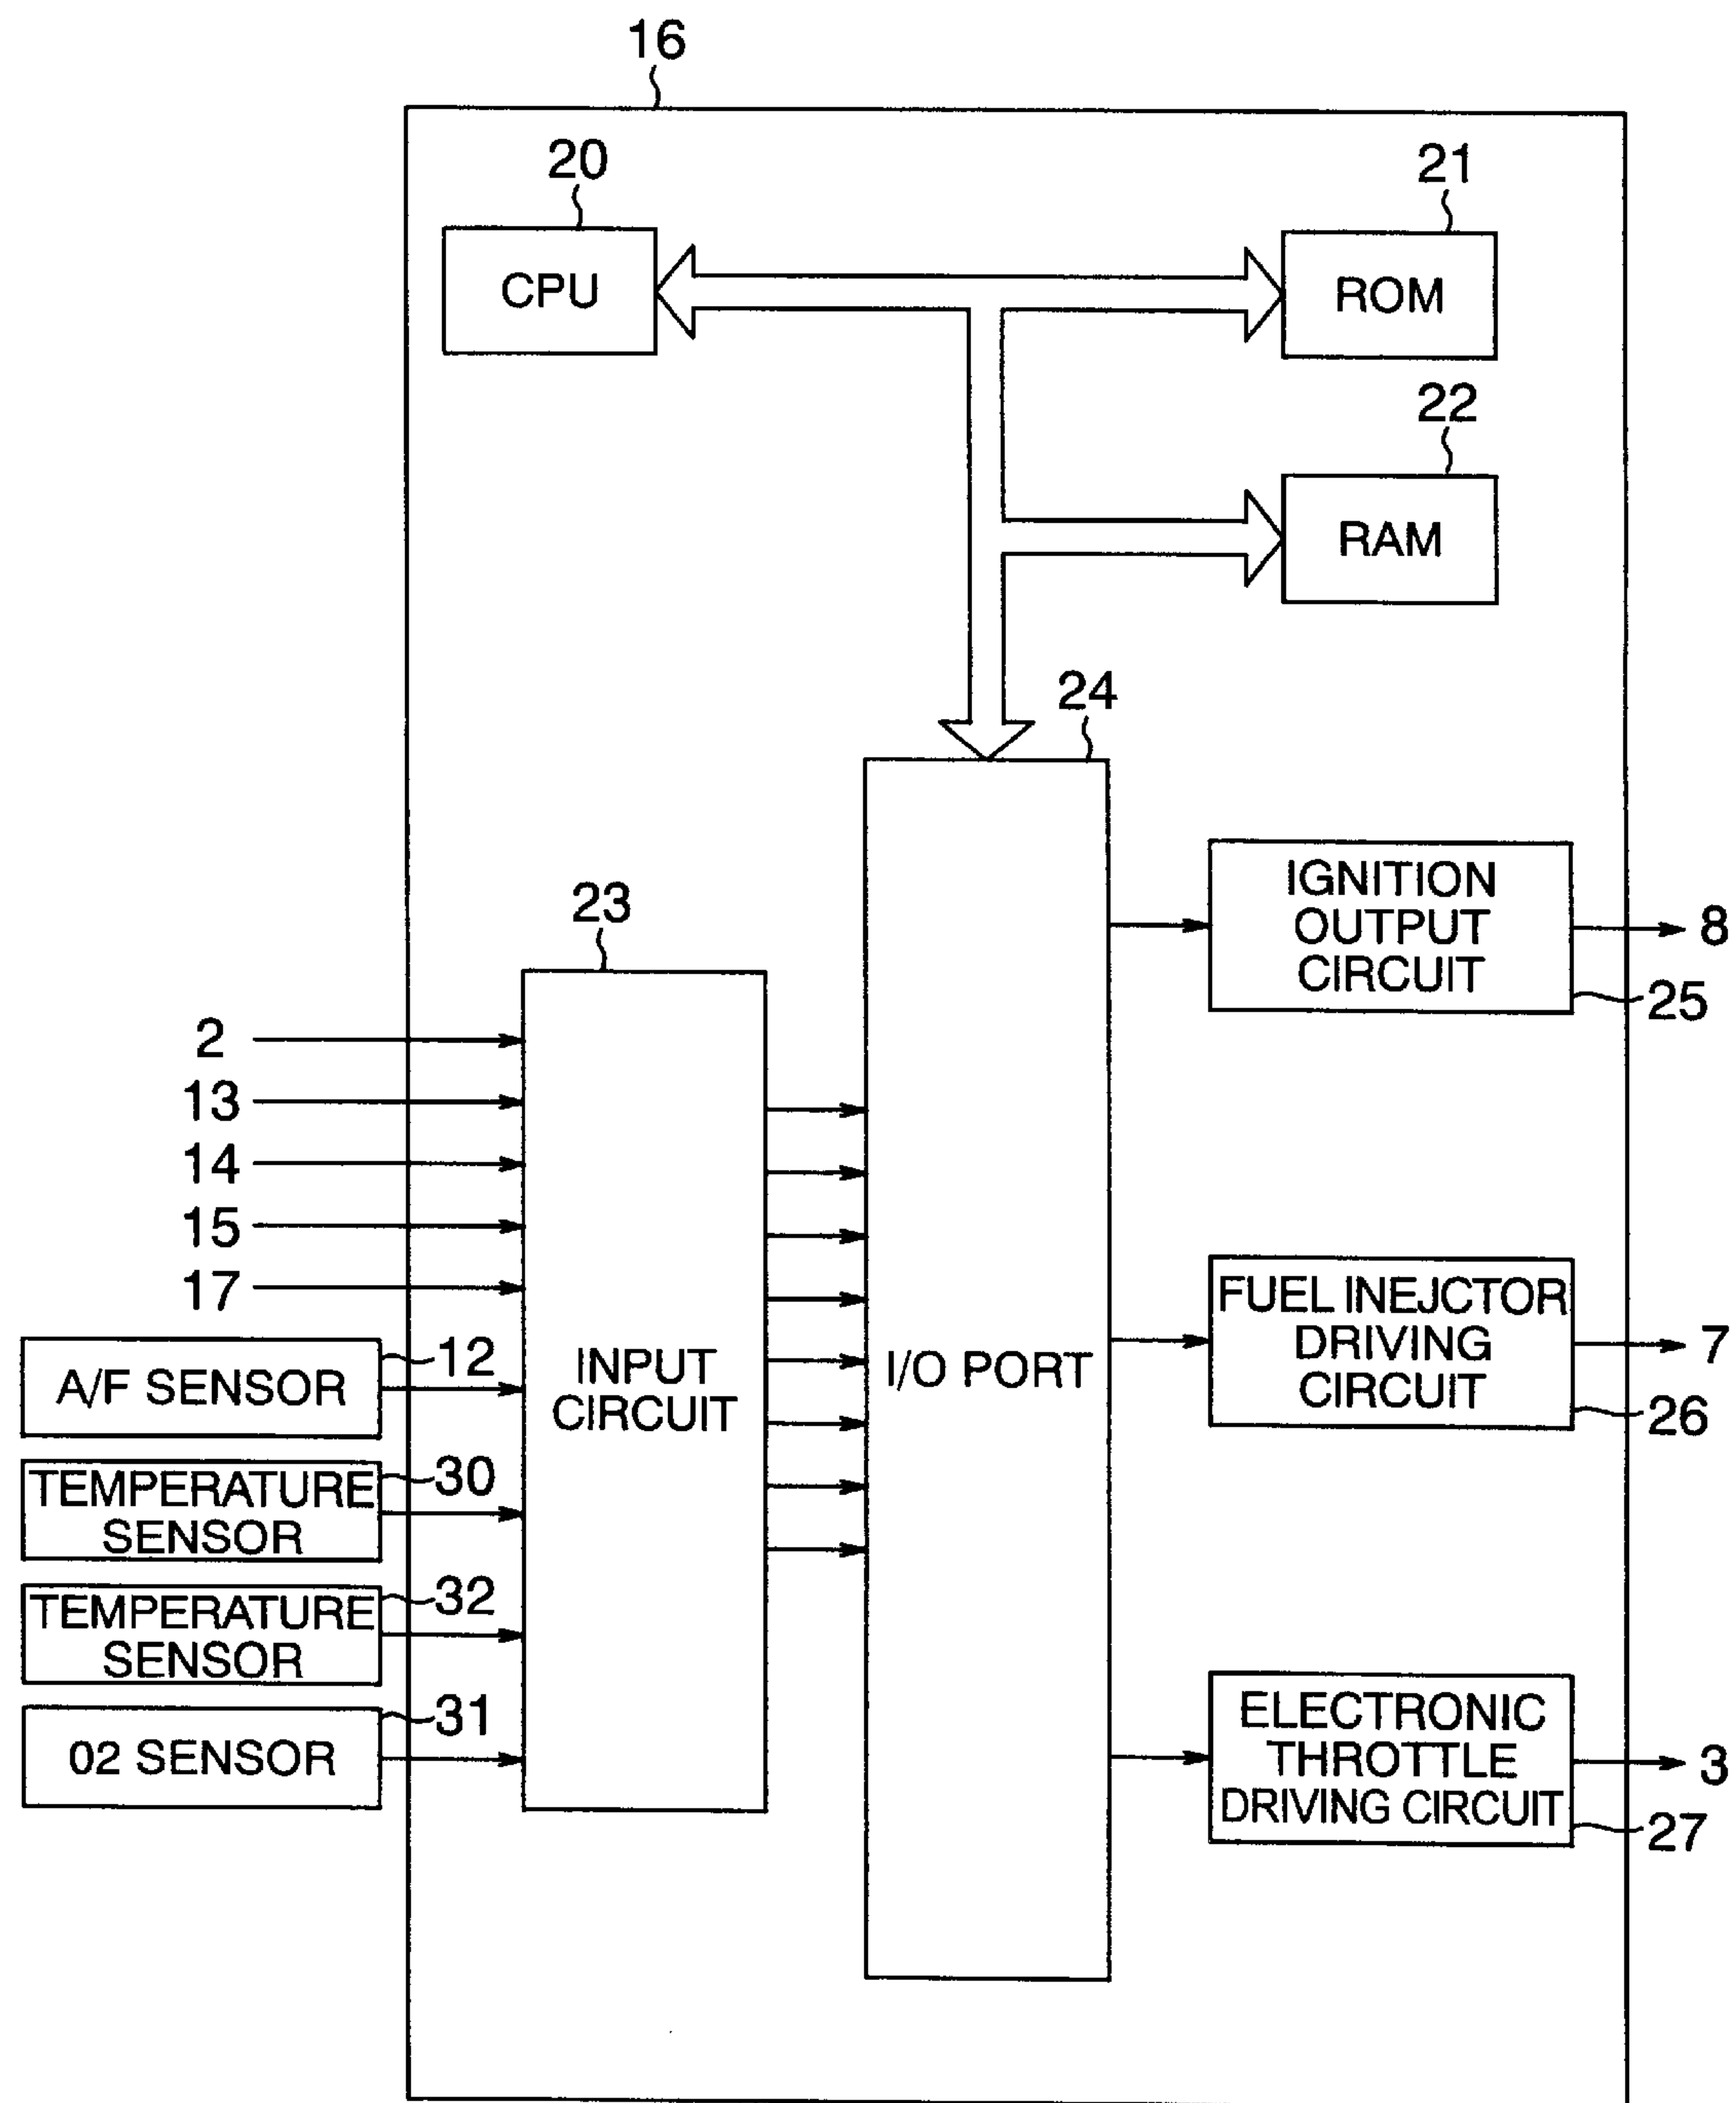 16
20
21
CPU
ROM
22
RAM
24
IGNITION
OUTPUT
CIRCUIT
8
25
23
2
13
14
15
17
INPUT
CIRCUIT
I/O PORT
FUEL INEJCTOR
DRIVING
CIRCUIT
7
26
12
A/F SENSOR
30
TEMPERATURE
SENSOR
32
TEMPERATURE
SENSOR
31
02 SENSOR
ELECTRONIC
THROTTLE
DRIVING CIRCUIT
3
27